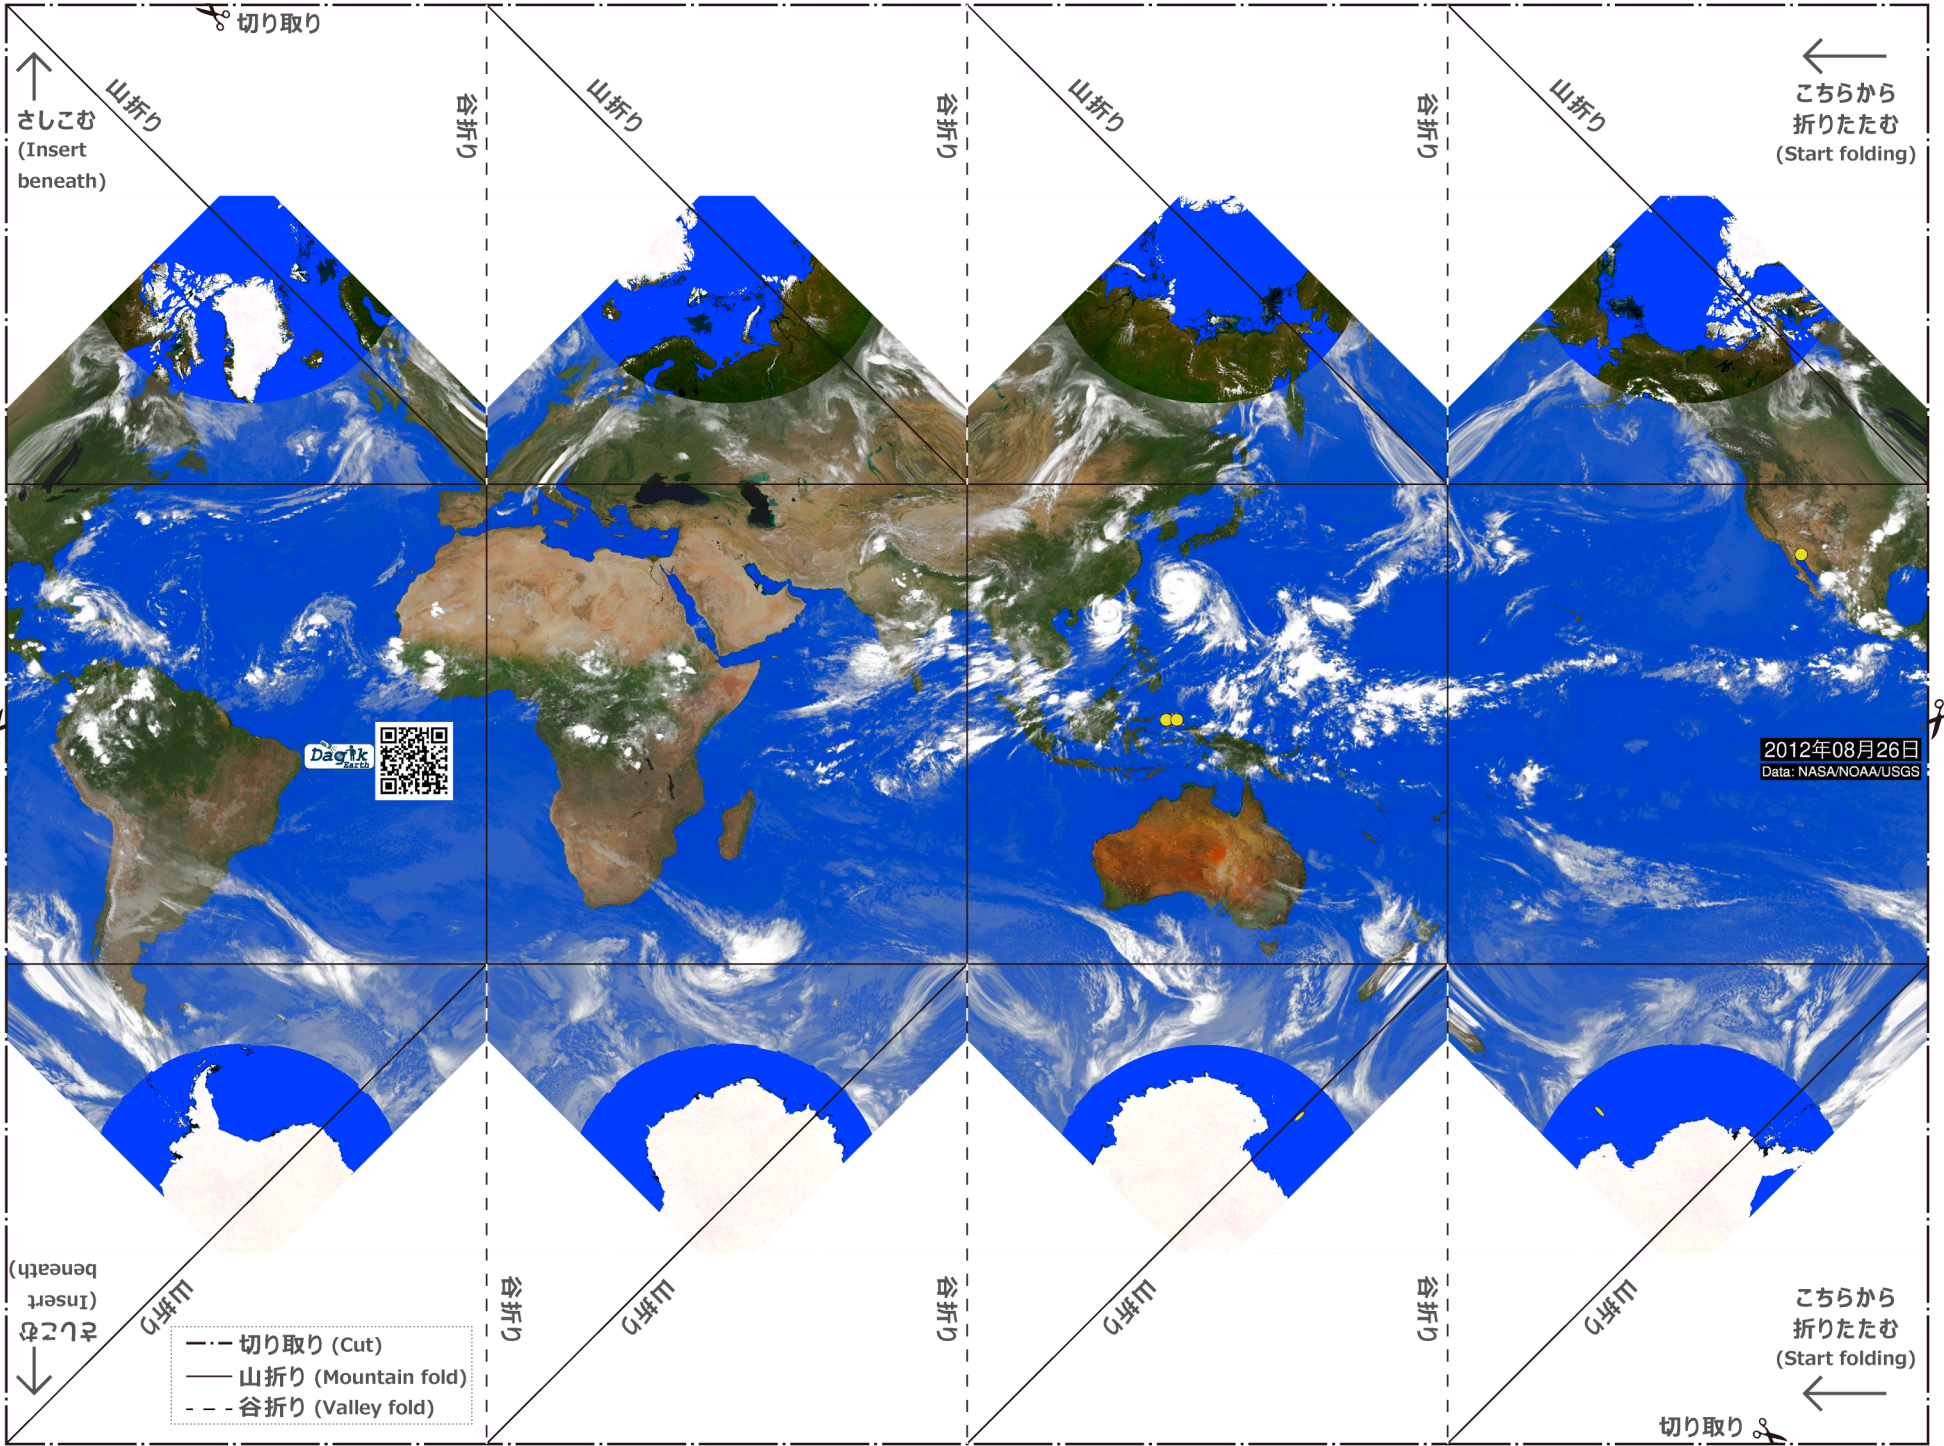 切り取り
山折り
谷折り
山折り
谷折り
山折り
谷折り
山折り
こちらから
折りたたむ
(Start folding)
さしこむ
(Insert
beneath)
Dagik
Earth
2012年08月26日
Data: NASA/NOAA/USGS
さしこむ
(Insert
beneath)
山折り
谷折り
山折り
谷折り
山折り
谷折り
山折り
こちらから
折りたたむ
(Start folding)
切り取り (Cut)
山折り (Mountain fold)
谷折り (Valley fold)
切り取り